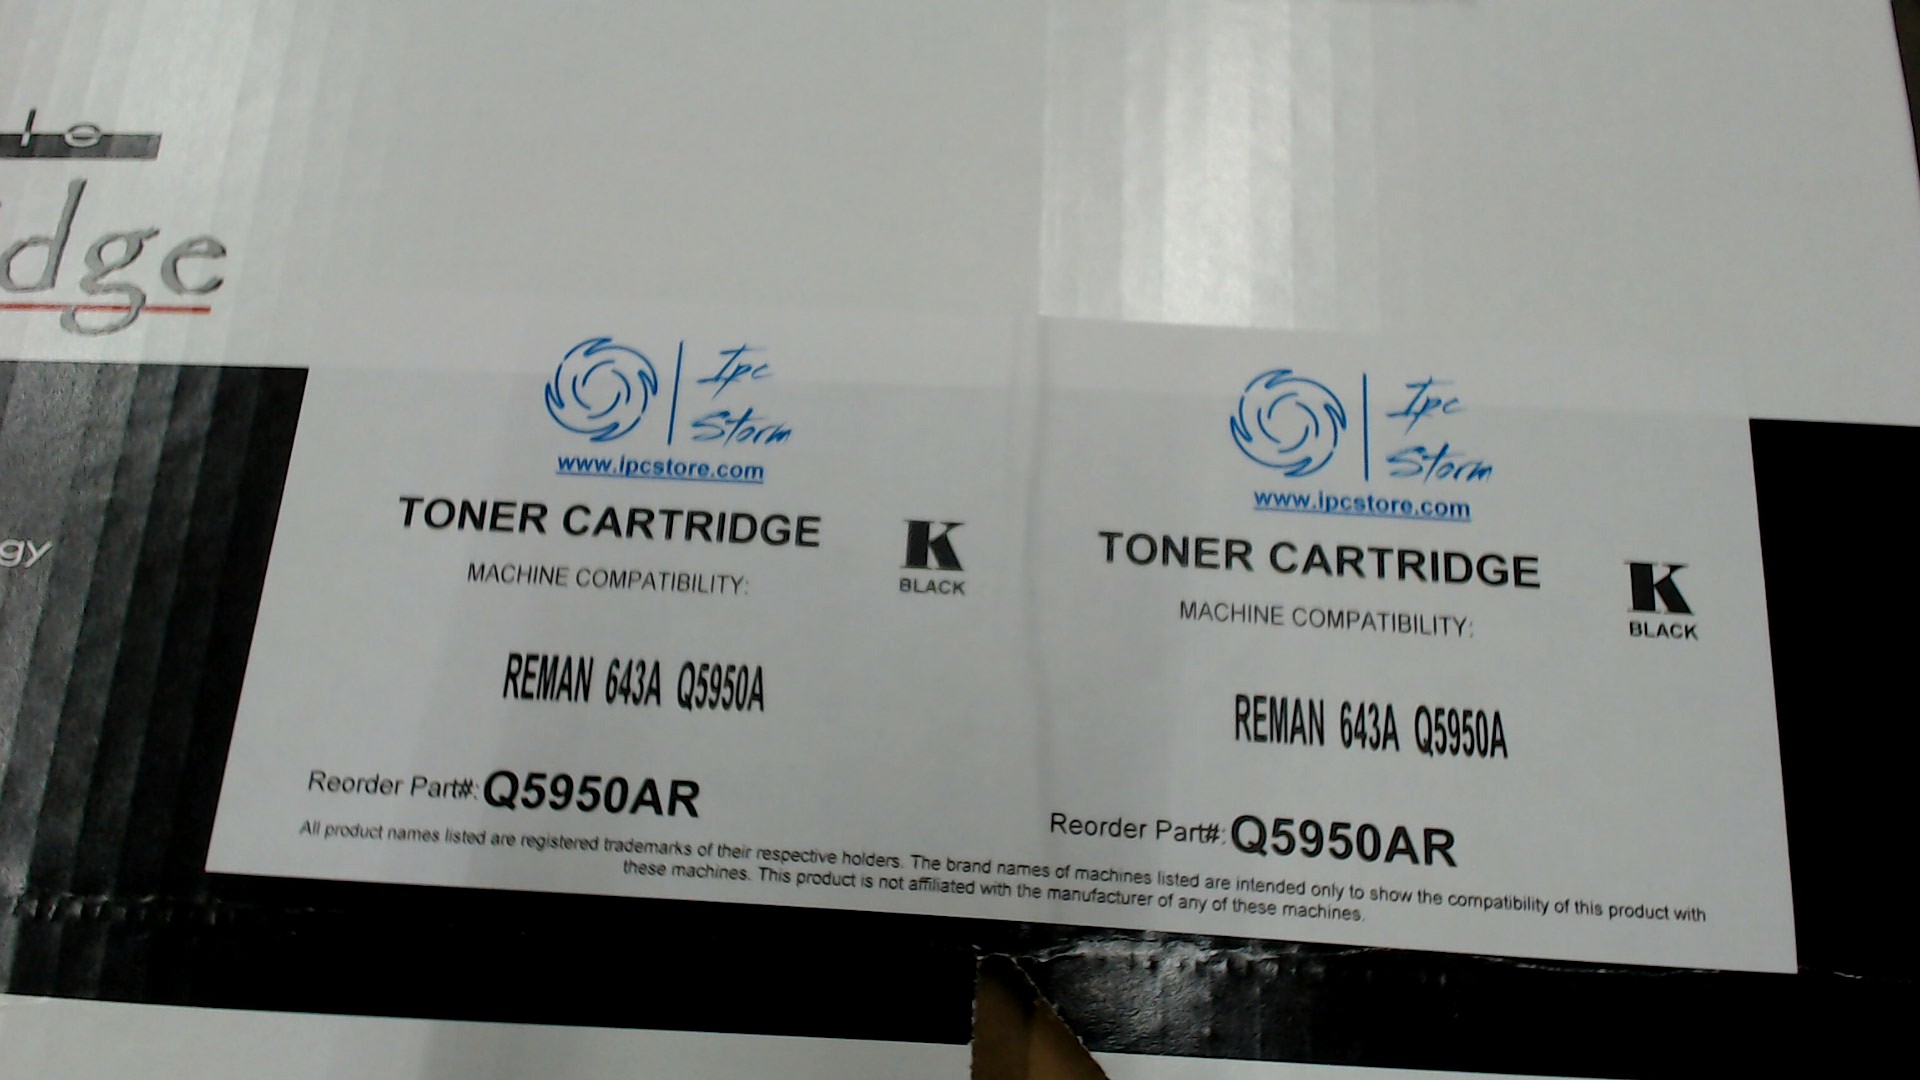 dge
gy
Ipc
Storm
www.ipcstore.com
TONER CARTRIDGE
MACHINE COMPATIBILITY:
K
BLACK
REMAN 643A Q5950A
Reorder Part#: Q5950AR
Ipc
Storm
www.ipcstore.com
TONER CARTRIDGE
MACHINE COMPATIBILITY:
K
BLACK
REMAN 643A Q5950A
Reorder Part#: Q5950AR
All product names listed are registered trademarks of their respective holders. The brand names of machines listed are intended only to show the compatibility of this product with
these machines. This product is not affiliated with the manufacturer of any of these machines.